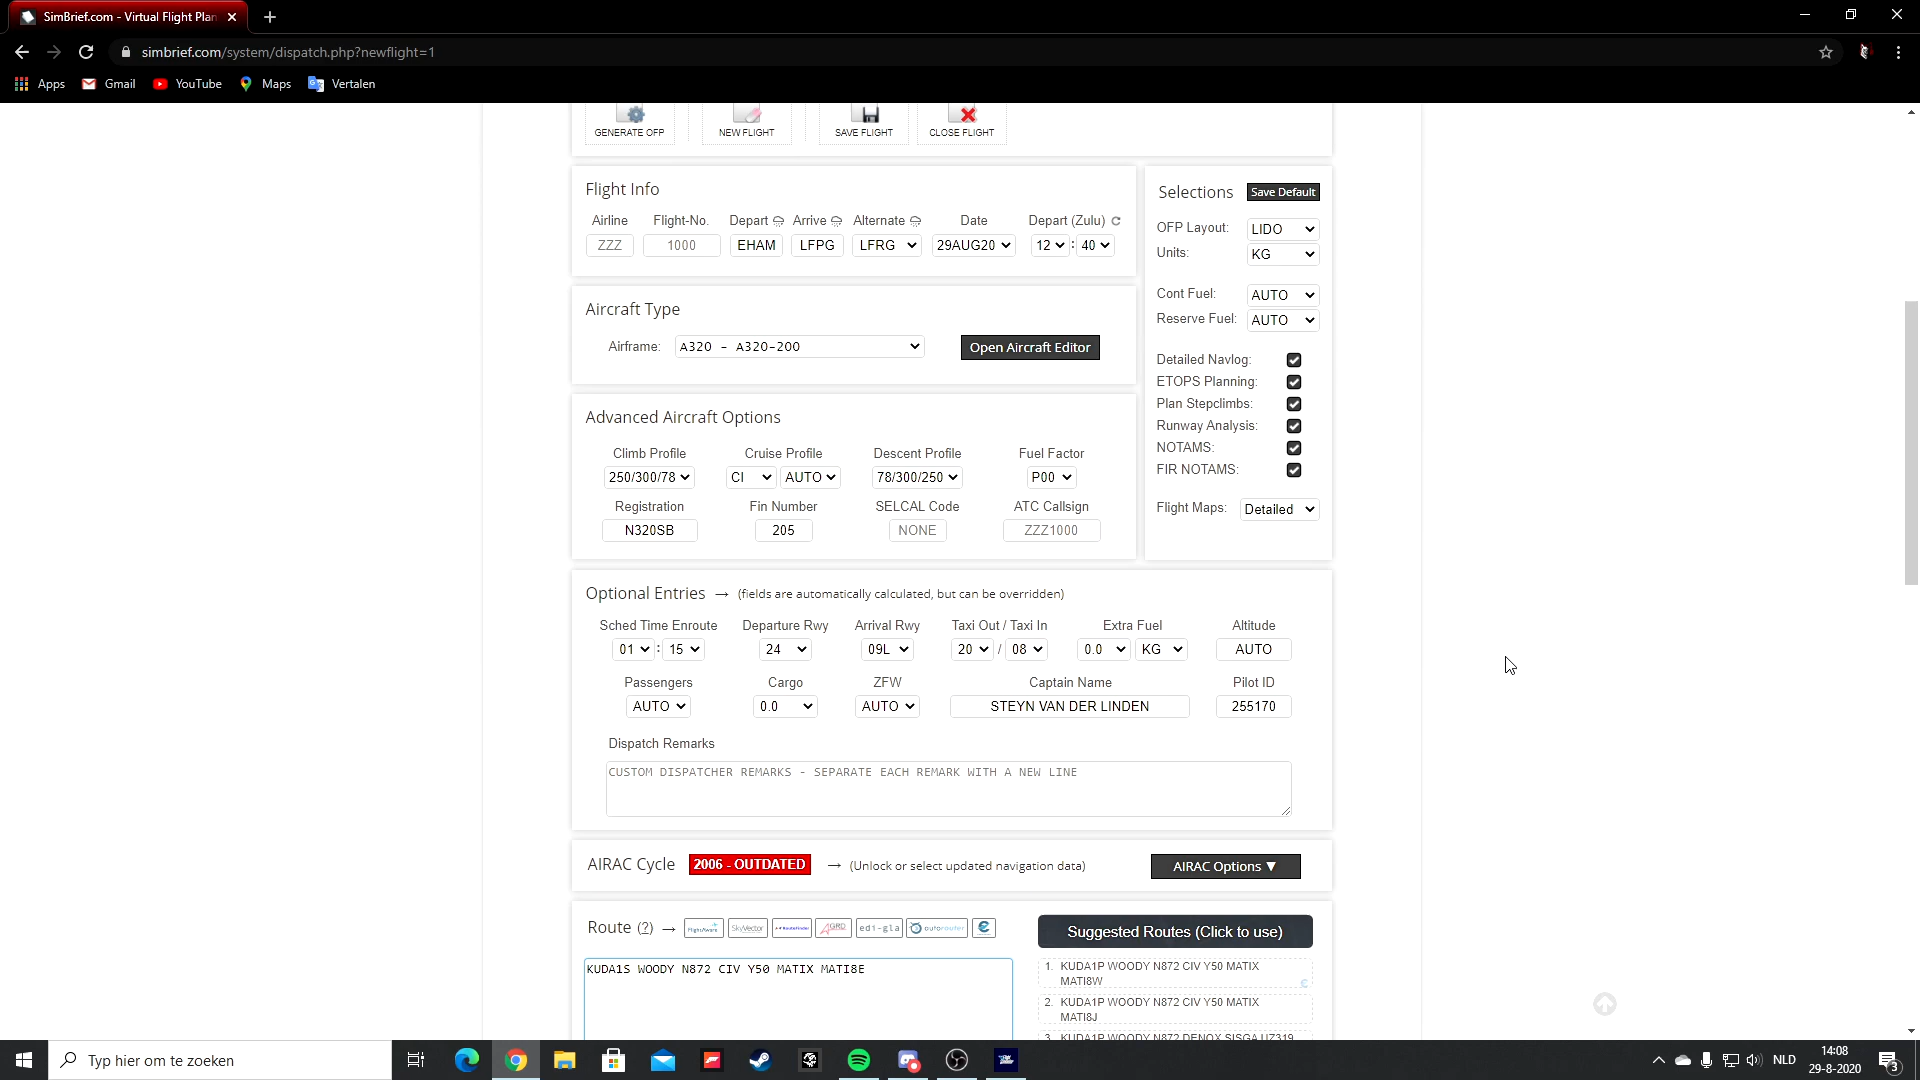 SimBrief.com - Virtual Flight Plan
simbrief.com/system/dispatch.php?newflight=1
Apps Gmail YouTube Maps Vertalen
GENERATE OFP NEW FLIGHT SAVE FLIGHT CLOSE FLIGHT
Flight Info
Airline Flight-No. Depart Arrive Alternate Date Depart (Zulu)
ZZZ 1000 EHAM LFPG LFRG 29AUG20 12 : 40
Selections Save Default
OFP Layout: LIDO
Units: KG
Cont Fuel: AUTO
Reserve Fuel: AUTO
Detailed Navlog:
ETOPS Planning:
Plan Stepclimbs:
Runway Analysis:
NOTAMS:
FIR NOTAMS:
Flight Maps: Detailed
Aircraft Type
Airframe: A320 - A320-200 Open Aircraft Editor
Advanced Aircraft Options
Climb Profile Cruise Profile Descent Profile Fuel Factor
250/300/78 CI AUTO 78/300/250 P00
Registration Fin Number SELCAL Code ATC Callsign
N320SB 205 NONE ZZZ1000
Optional Entries → (fields are automatically calculated, but can be overridden)
Sched Time Enroute Departure Rwy Arrival Rwy Taxi Out / Taxi In Extra Fuel Altitude
01 : 15 24 09L 20 / 08 0.0 KG AUTO
Passengers Cargo ZFW Captain Name Pilot ID
AUTO 0.0 AUTO STEYN VAN DER LINDEN 255170
Dispatch Remarks
CUSTOM DISPATCHER REMARKS - SEPARATE EACH REMARK WITH A NEW LINE
AIRAC Cycle 2006 - OUTDATED → (Unlock or select updated navigation data) AIRAC Options ▼
Route (?) → FlightAware SkyVector RouteFinder GRD edi-gla autorouter
KUDA1S WOODY N872 CIV Y50 MATIX MATI8E
Suggested Routes (Click to use)
1. KUDA1P WOODY N872 CIV Y50 MATIX
MATI8W
2. KUDA1P WOODY N872 CIV Y50 MATIX
MATI8J
3. KUDA1P WOODY N872 DENOX SISGA UZ319
Typ hier om te zoeken
NLD
14:08
29-8-2020
3